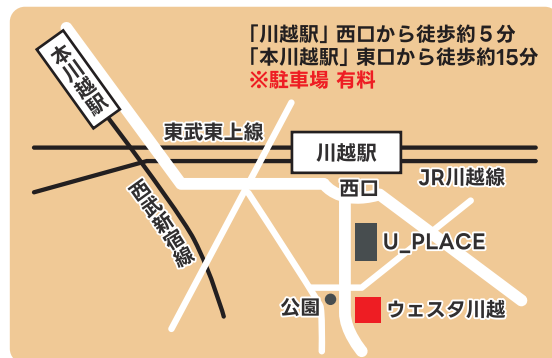 「川越駅」西口から徒歩約５分
「本川越駅」東口から徒歩約15分
※駐車場 有料
本川越駅
東武東上線
川越駅
JR川越線
西口
西武新宿線
U_PLACE
公園
ウェスタ川越